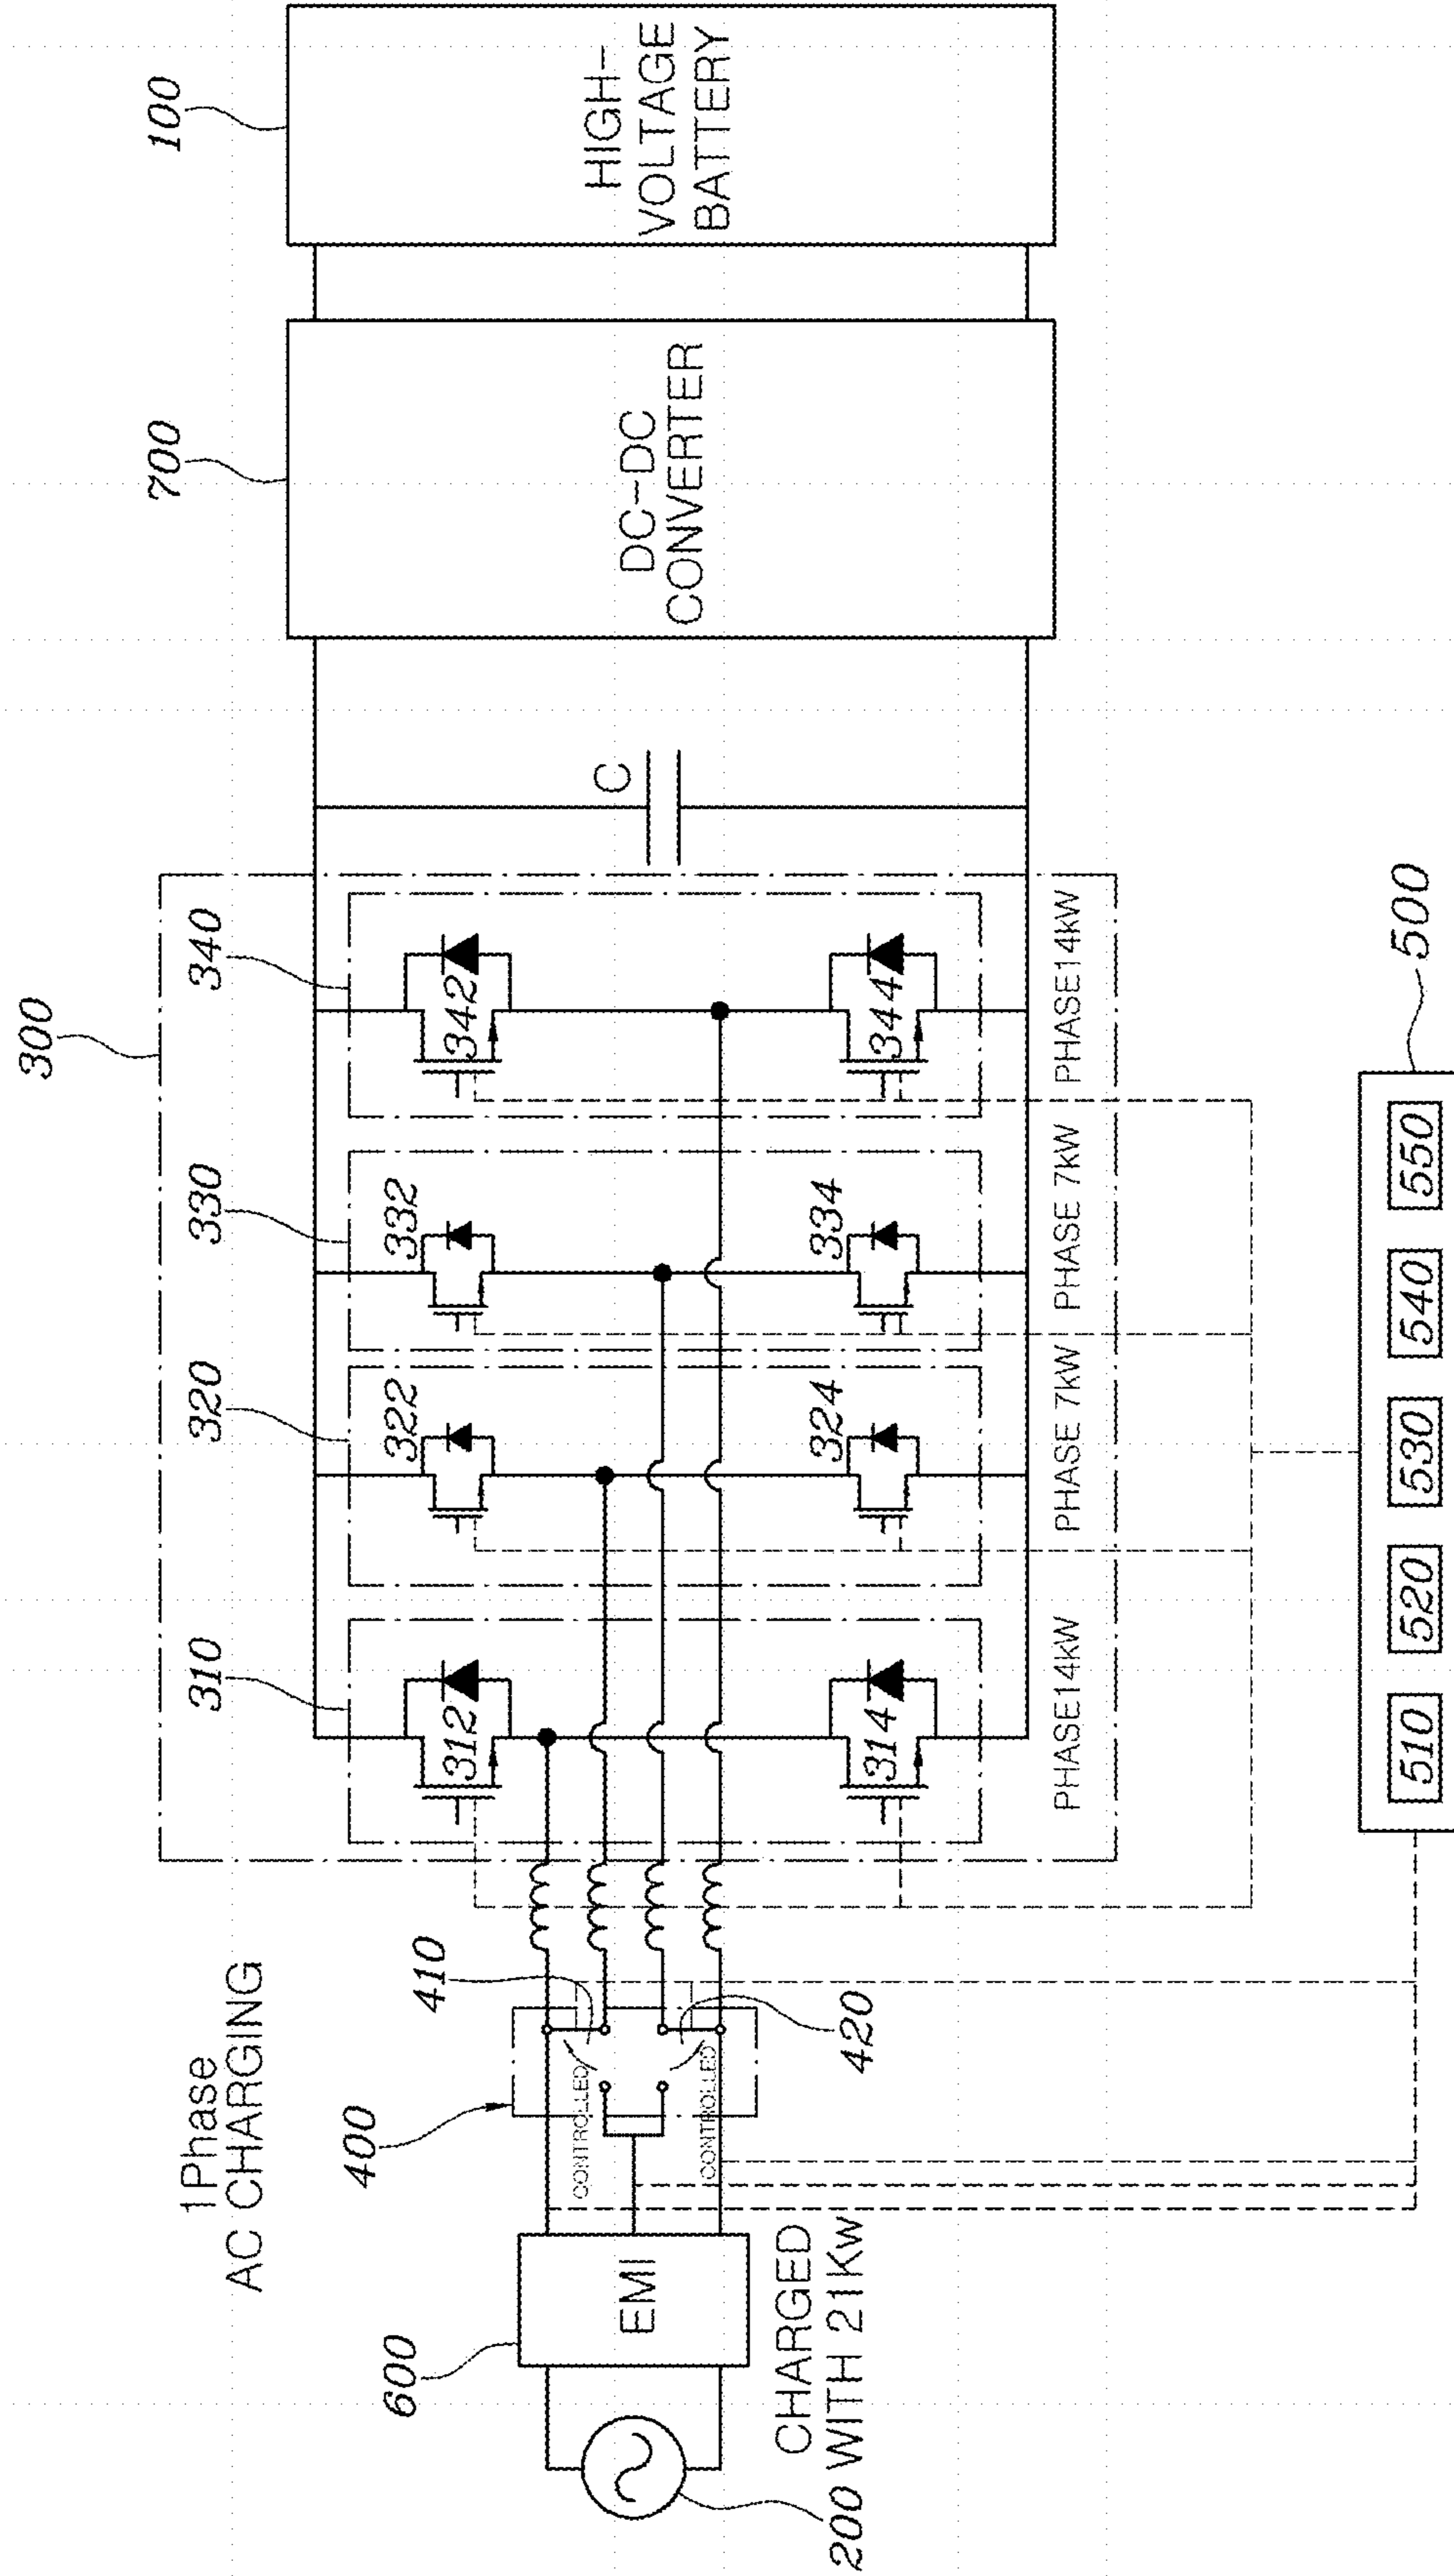 1Phase
AC CHARGING
300
310
320
330
340
700
100
312
322
332
342
314
324
334
344
C
DC-DC
CONVERTER
HIGH-
VOLTAGE
BATTERY
600
400
410
420
CONTROLLED
CONTROLLED
EMI
CHARGED
200 WITH 21Kw
PHASE14kW
PHASE 7kW
PHASE 7kW
PHASE14kW
500
510 520 530 540 550